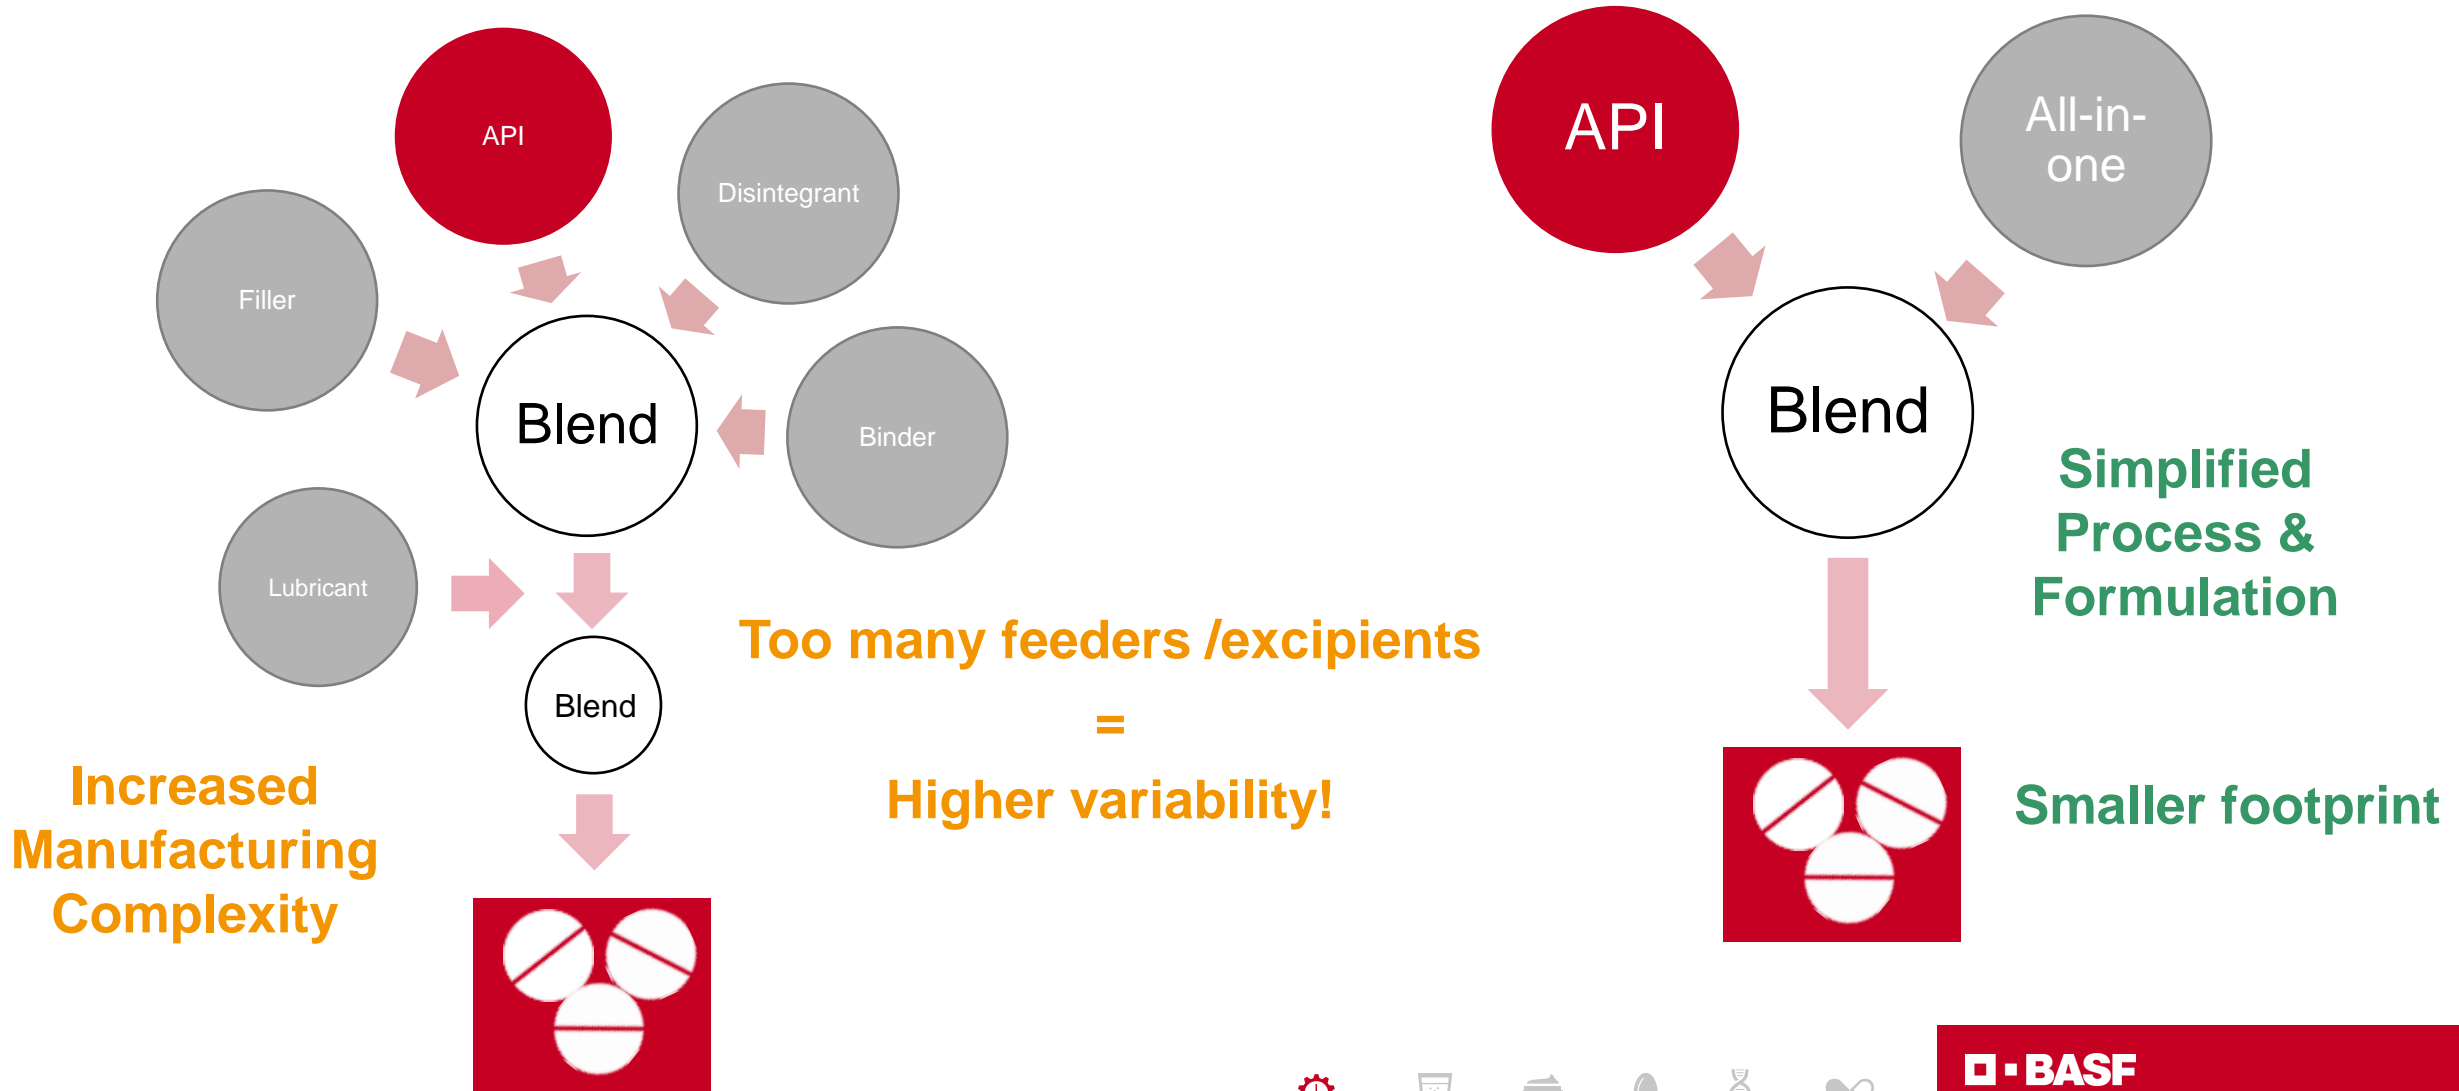 API
Disintegrant
Filler
Blend
Binder
Lubricant
Blend
Increased
Manufacturing
Complexity
Too many feeders /excipients
=
Higher variability!
API
All-in-
one
Blend
Simplified
Process &
Formulation
Smaller footprint
BASF